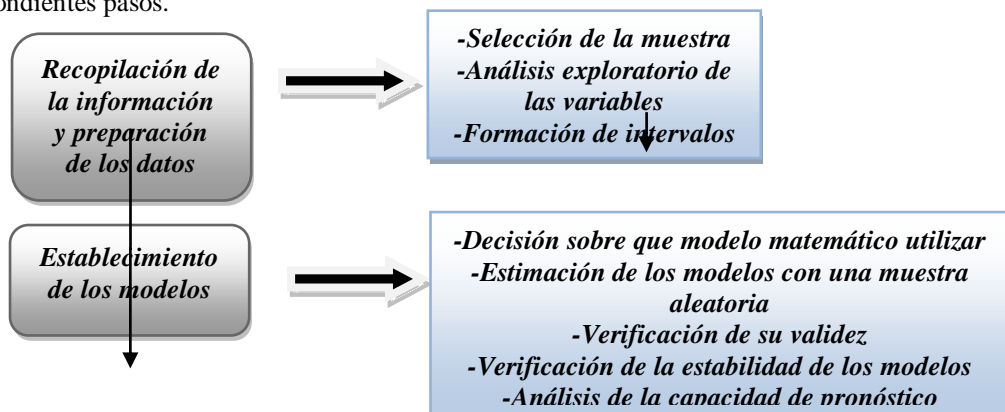 ondientes pasos.
Recopilación de
la información
y preparación
de los datos
-Selección de la muestra
-Análisis exploratorio de
las variables
-Formación de intervalos
Establecimiento
de los modelos
-Decisión sobre que modelo matemático utilizar
-Estimación de los modelos con una muestra
aleatoria
-Verificación de su validez
-Verificación de la estabilidad de los modelos
-Análisis de la capacidad de pronóstico